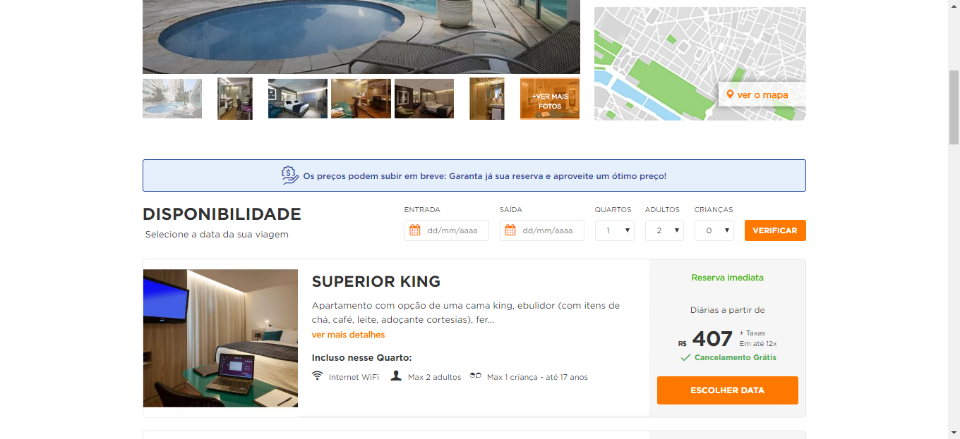 +VER MAIS
FOTOS
ver o mapa
Os preços podem subir em breve: Garanta já sua reserva e aproveite um ótimo preço!
DISPONIBILIDADE
Selecione a data da sua viagem
ENTRADA
SAÍDA
QUARTOS
ADULTOS
CRIANÇAS
dd/mm/aaaa
dd/mm/aaaa
1
2
0
VERIFICAR
SUPERIOR KING
Apartamento com opção de uma cama king, ebulidor (com itens de
chá, café, leite, adoçante cortesias), fer...
ver mais detalhes
Incluso nesse Quarto:
Internet WiFi
Max 2 adultos
Max 1 criança - até 17 anos
Reserva imediata
Diárias a partir de
R$ 407
+ Taxas
Em até 12x
Cancelamento Grátis
ESCOLHER DATA